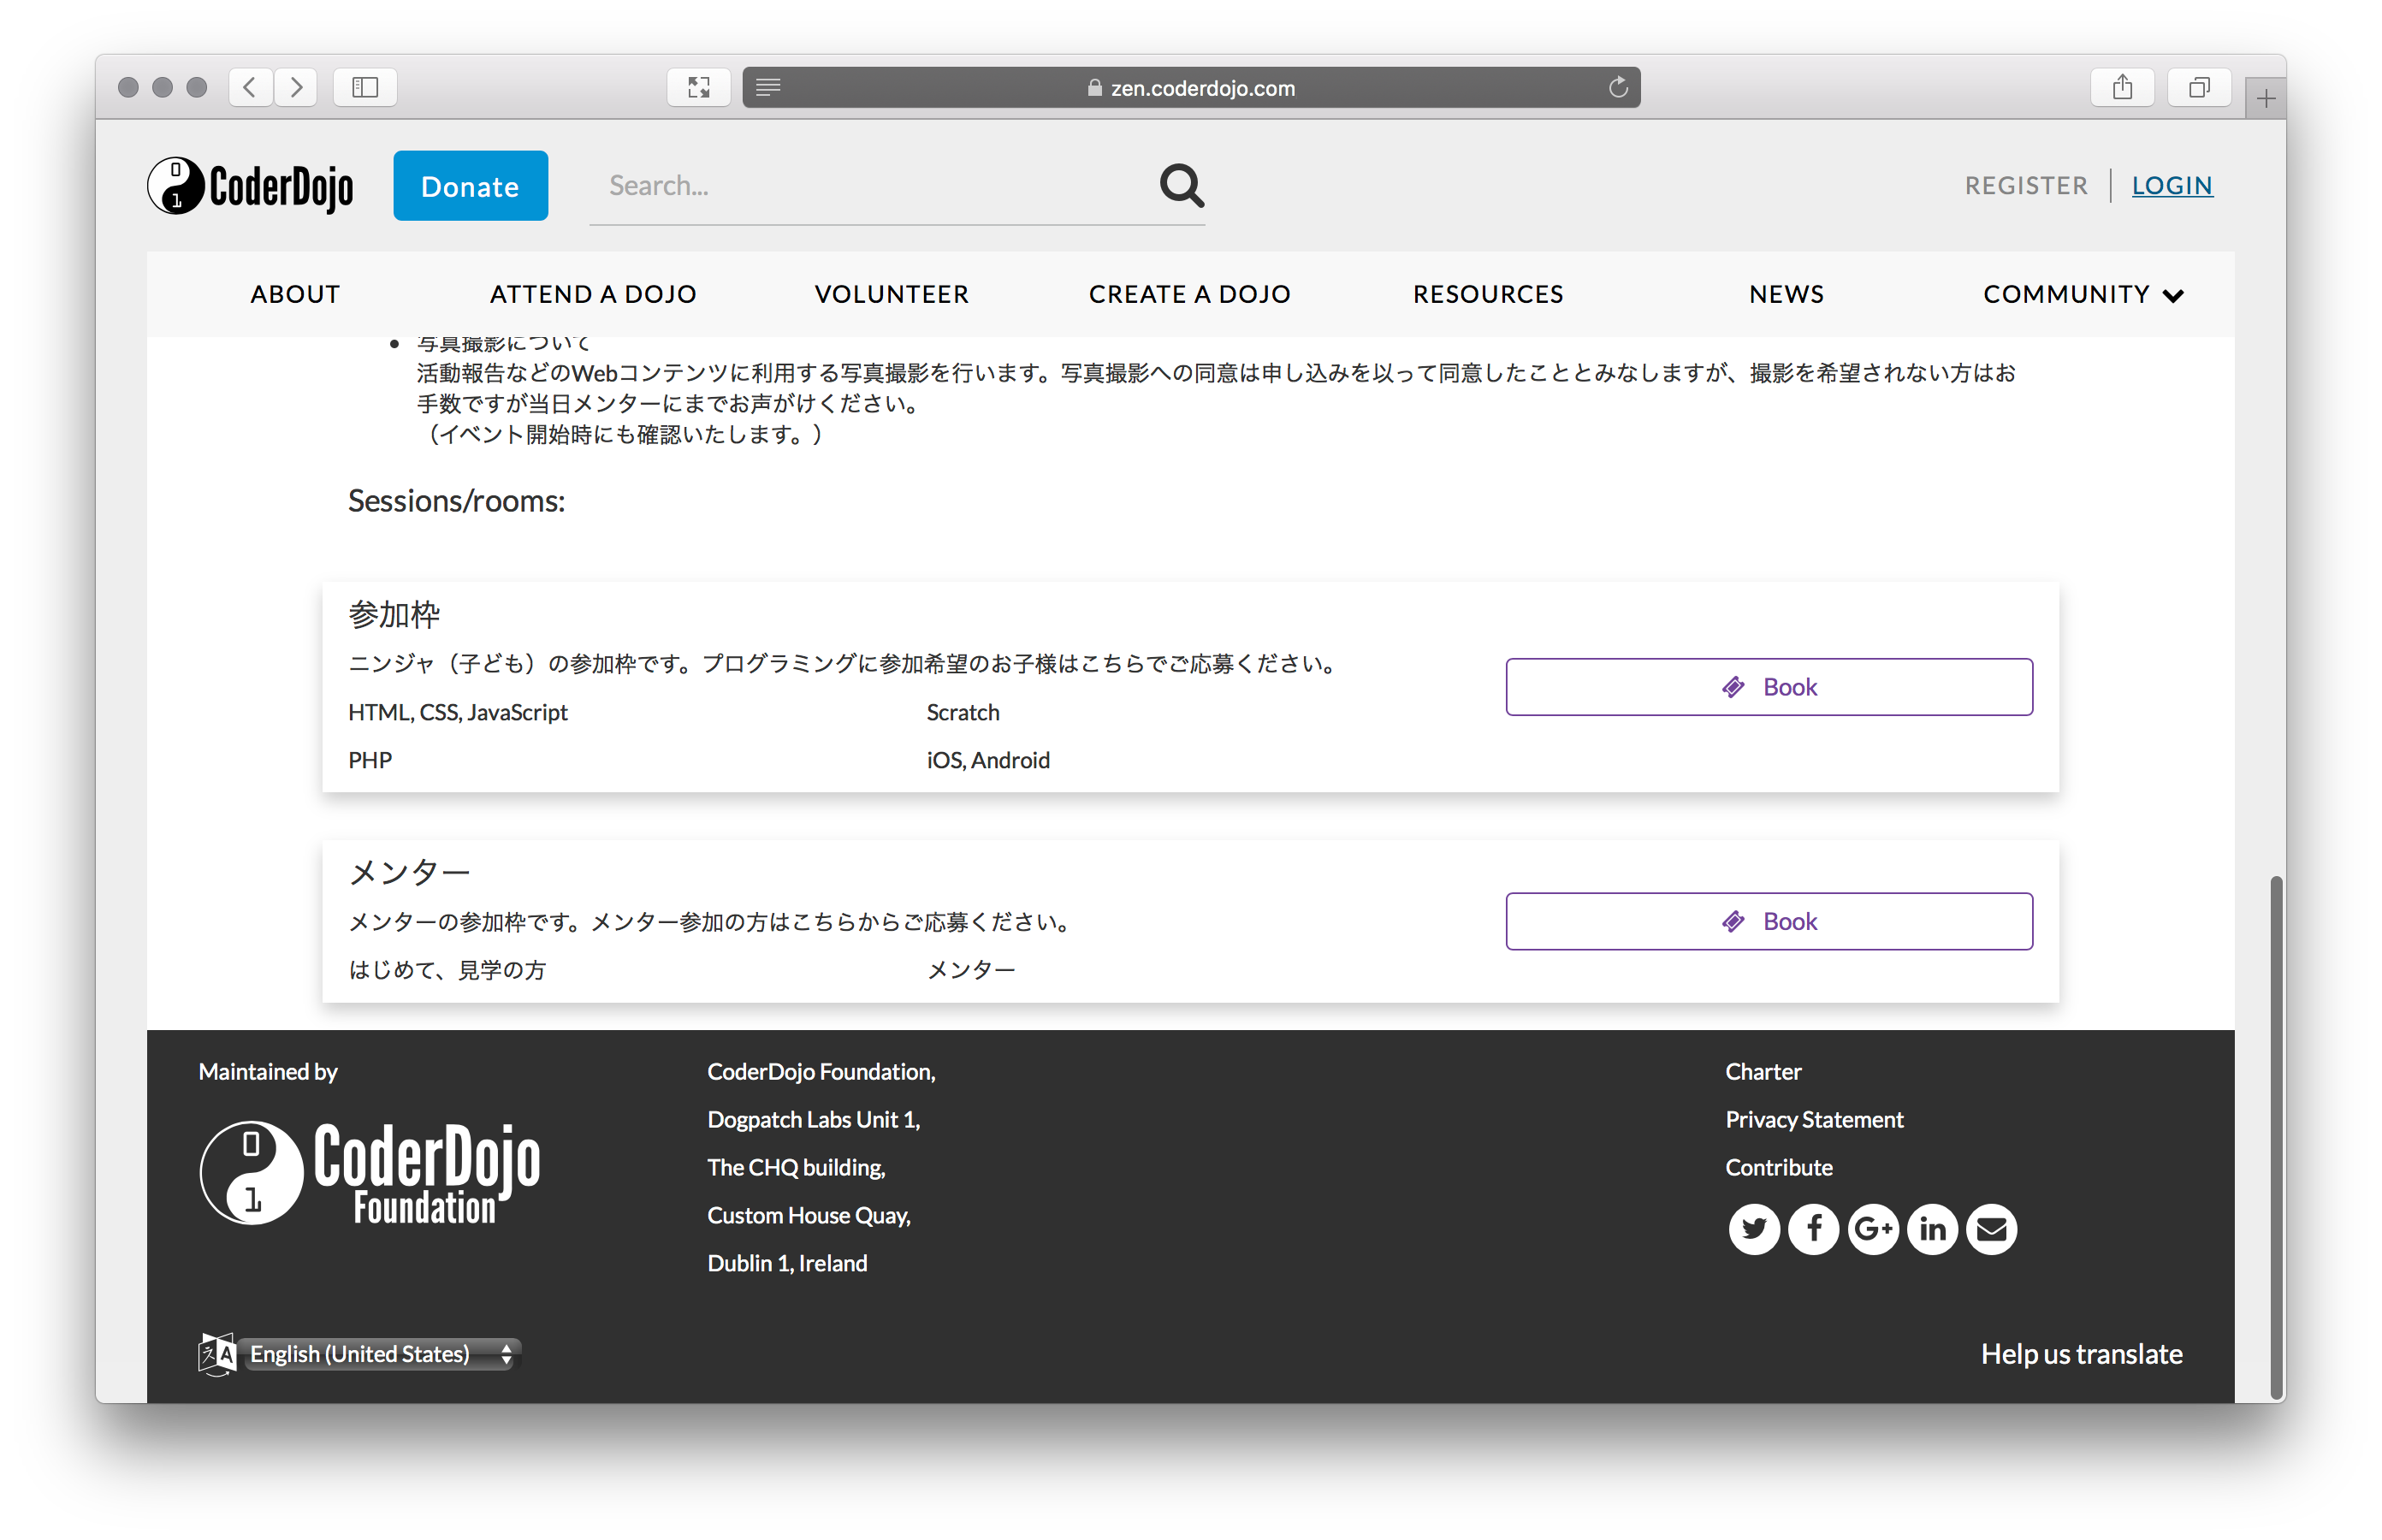 zen.coderdojo.com
0
1
CoderDojo
Donate
Search...
REGISTER
LOGIN
ABOUT
ATTEND A DOJO
VOLUNTEER
CREATE A DOJO
RESOURCES
NEWS
COMMUNITY
写真撮影について
活動報告などのWebコンテンツに利用する写真撮影を行います。写真撮影への同意は申し込みを以って同意したこととみなしますが、撮影を希望されない方はお
手数ですが当日メンターにまでお声がけください。
（イベント開始時にも確認いたします。）
Sessions/rooms:
参加枠
ニンジャ（子ども）の参加枠です。プログラミングに参加希望のお子様はこちらでご応募ください。
HTML, CSS, JavaScript
Scratch
PHP
iOS, Android
Book
メンター
メンターの参加枠です。メンター参加の方はこちらからご応募ください。
はじめて、見学の方
メンター
Book
Maintained by
0
1
CoderDojo
Foundation
CoderDojo Foundation,
Dogpatch Labs Unit 1,
The CHQ building,
Custom House Quay,
Dublin 1, Ireland
Charter
Privacy Statement
Contribute
English (United States)
Help us translate